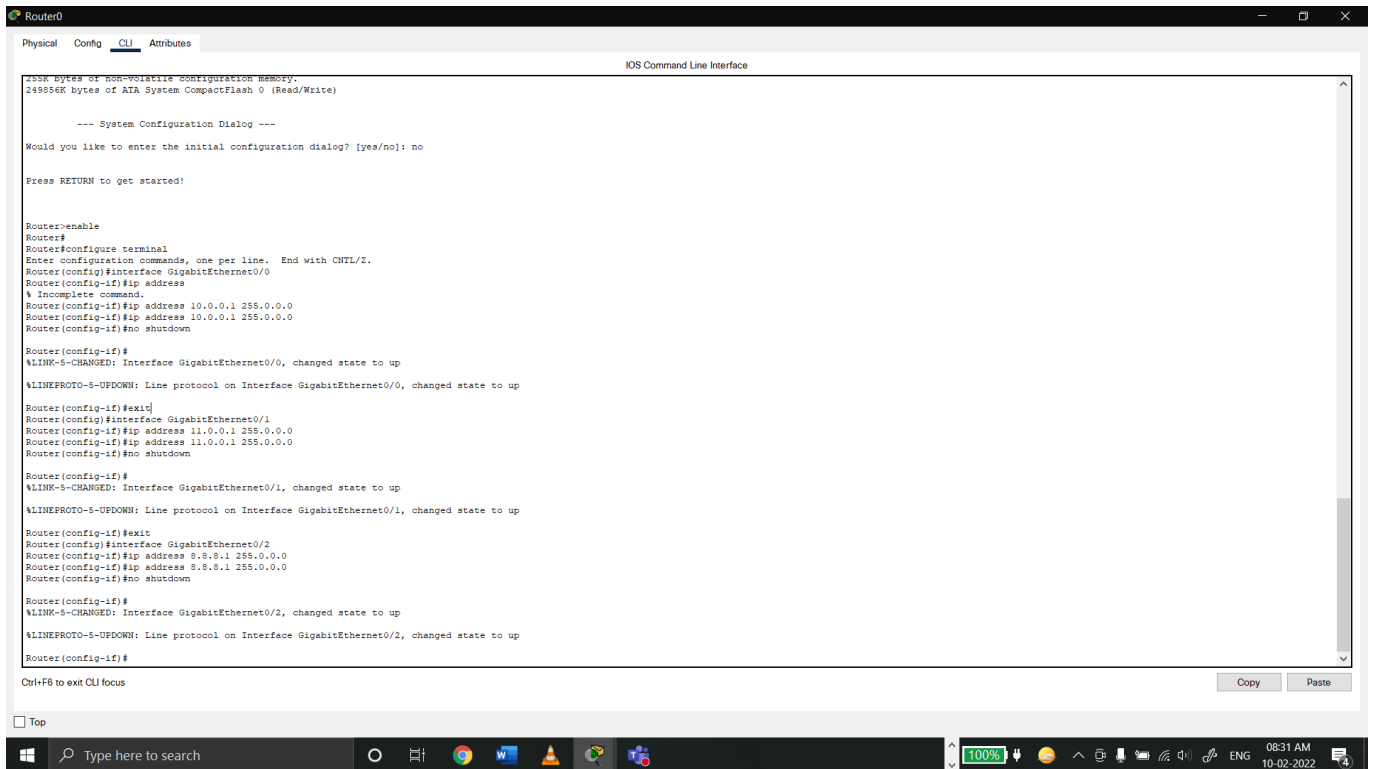 Router0
Physical Config CLI Attributes
IOS Command Line Interface
255K bytes of non-volatile configuration memory.
249856K bytes of ATA System CompactFlash 0 (Read/Write)
--- System Configuration Dialog ---
Would you like to enter the initial configuration dialog? [yes/no]: no
Press RETURN to get started!
Router>enable
Router#
Router#configure terminal
Enter configuration commands, one per line.  End with CNTL/Z.
Router(config)#interface GigabitEthernet0/0
Router(config-if)#ip address
% Incomplete command.
Router(config-if)#ip address 10.0.0.1 255.0.0.0
Router(config-if)#ip address 10.0.0.1 255.0.0.0
Router(config-if)#no shutdown
Router(config-if)#
%LINK-5-CHANGED: Interface GigabitEthernet0/0, changed state to up
%LINEPROTO-5-UPDOWN: Line protocol on Interface GigabitEthernet0/0, changed state to up
Router(config-if)#exit
Router(config)#interface GigabitEthernet0/1
Router(config-if)#ip address 11.0.0.1 255.0.0.0
Router(config-if)#ip address 11.0.0.1 255.0.0.0
Router(config-if)#no shutdown
Router(config-if)#
%LINK-5-CHANGED: Interface GigabitEthernet0/1, changed state to up
%LINEPROTO-5-UPDOWN: Line protocol on Interface GigabitEthernet0/1, changed state to up
Router(config-if)#exit
Router(config)#interface GigabitEthernet0/2
Router(config-if)#ip address 8.8.8.1 255.0.0.0
Router(config-if)#ip address 8.8.8.1 255.0.0.0
Router(config-if)#no shutdown
Router(config-if)#
%LINK-5-CHANGED: Interface GigabitEthernet0/2, changed state to up
%LINEPROTO-5-UPDOWN: Line protocol on Interface GigabitEthernet0/2, changed state to up
Router(config-if)#
Ctrl+F6 to exit CLI focus
Copy Paste
Top
Type here to search
100%
ENG
08:31 AM
10-02-2022
4